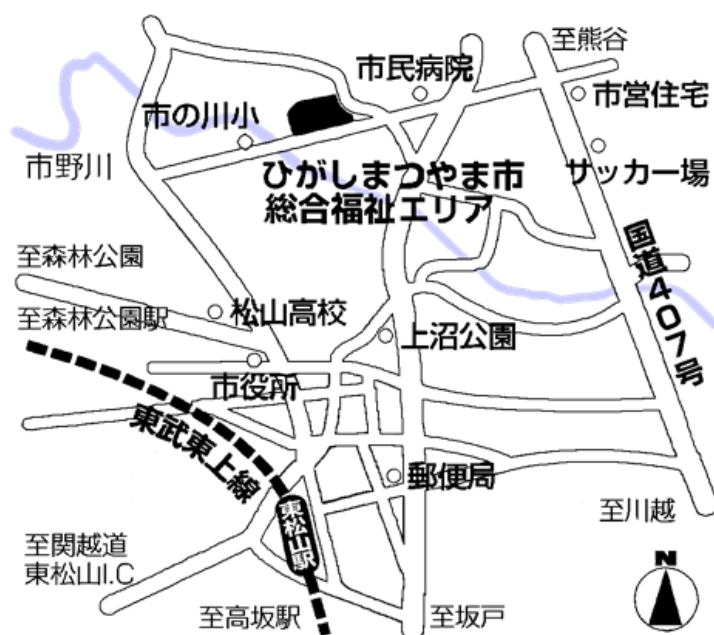 至熊谷
市民病院
市営住宅
市の川小
市野川
サッカー場
ひがしまつやま市
総合福祉エリア
至森林公園
国道407号
至森林公園駅
松山高校
上沼公園
市役所
東武東上線
郵便局
東松山駅
至川越
至関越道
東松山I.C
至高坂駅
至坂戸
N